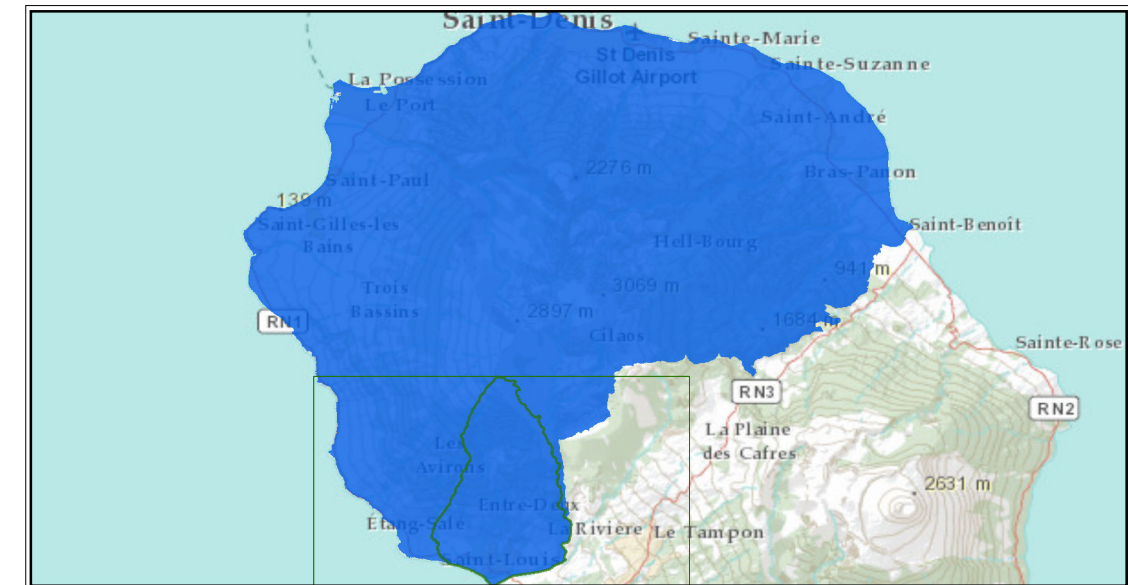 Saint-Denis
Sainte-Marie
St Denis
Gillot Airport
Sainte-Suzanne
La Possession
Le Port
Saint-André
2276 m
Bras-Panon
Saint-Paul
139 m
Saint-Gilles-les
Bains
Saint-Benoît
Hell-Bourg
941 m
Trois
Bassins
3069 m
2897 m
1684 m
RN1
Cilaos
Sainte-Rose
RN3
RN2
La Plaine
des Cafres
Les
Avirons
2631 m
Entre-Deux
Étang-Salé
La Rivière
Le Tampon
Saint-Louis